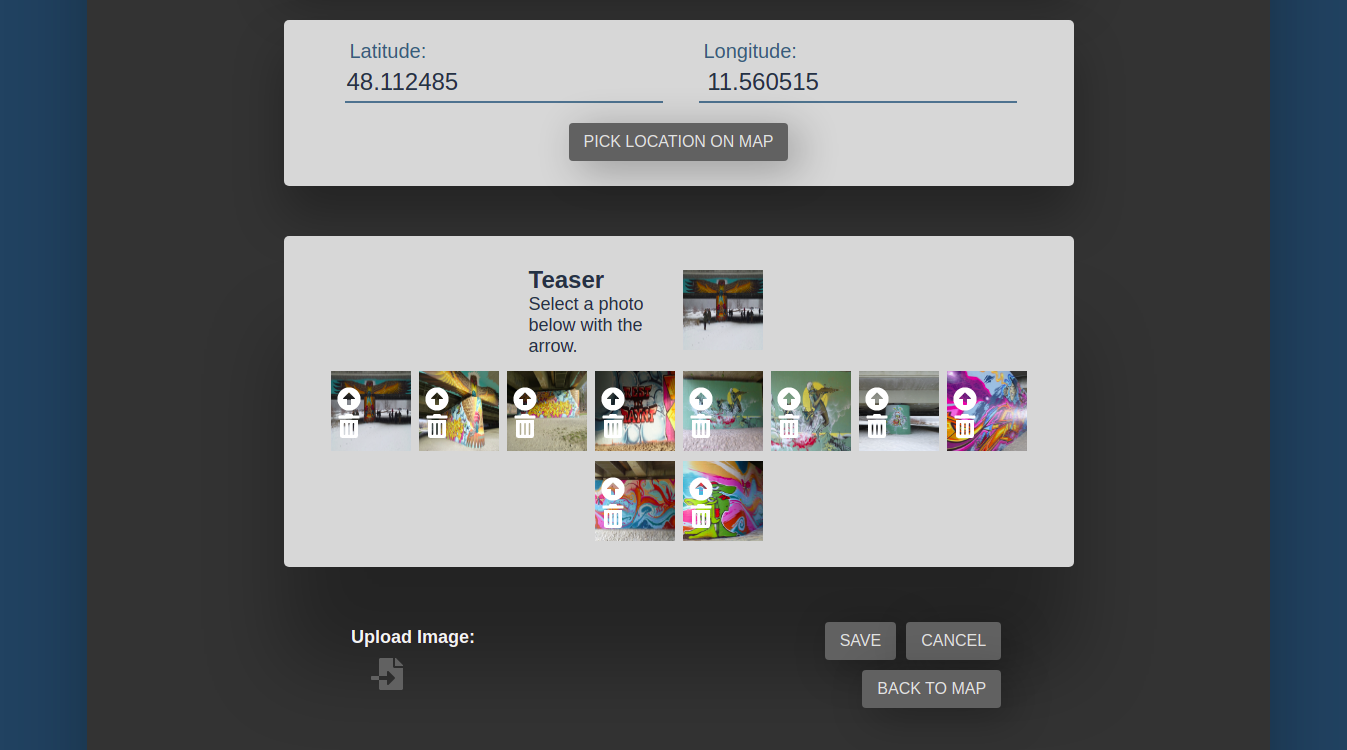 Latitude:
Longitude:
48.112485
11.560515
PICK LOCATION ON MAP
Teaser
Select a photo
below with the
arrow.
Upload Image:
SAVE
CANCEL
BACK TO MAP